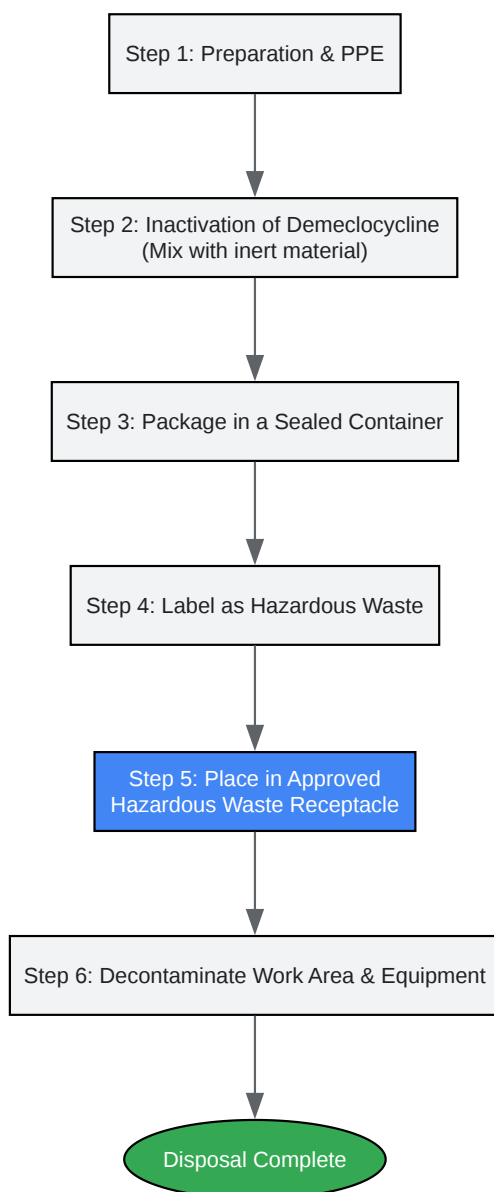 Step 1: Preparation & PPE
Step 2: Inactivation of Demeclocycline
(Mix with inert material)
Step 3: Package in a Sealed Container
Step 4: Label as Hazardous Waste
Step 5: Place in Approved
Hazardous Waste Receptacle
Step 6: Decontaminate Work Area & Equipment
Disposal Complete